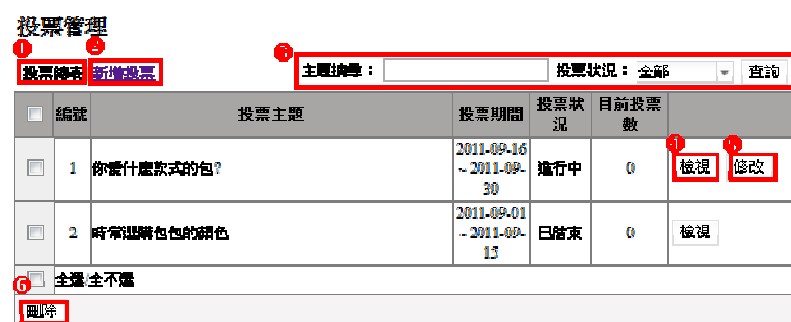 投票管理
投票總表 新增投票 主題搜尋： 投票狀況： 全部 查詢
編號 投票主題 投票期間 投票狀況 目前投票數
1 你愛什麼款式的包? 2011-09-16 ~ 2011-09-30 進行中 0 檢視 修改
2 時常選購包包的顏色 2011-09-01 ~ 2011-09-15 已結束 0 檢視
全選/全不選
6
刪除